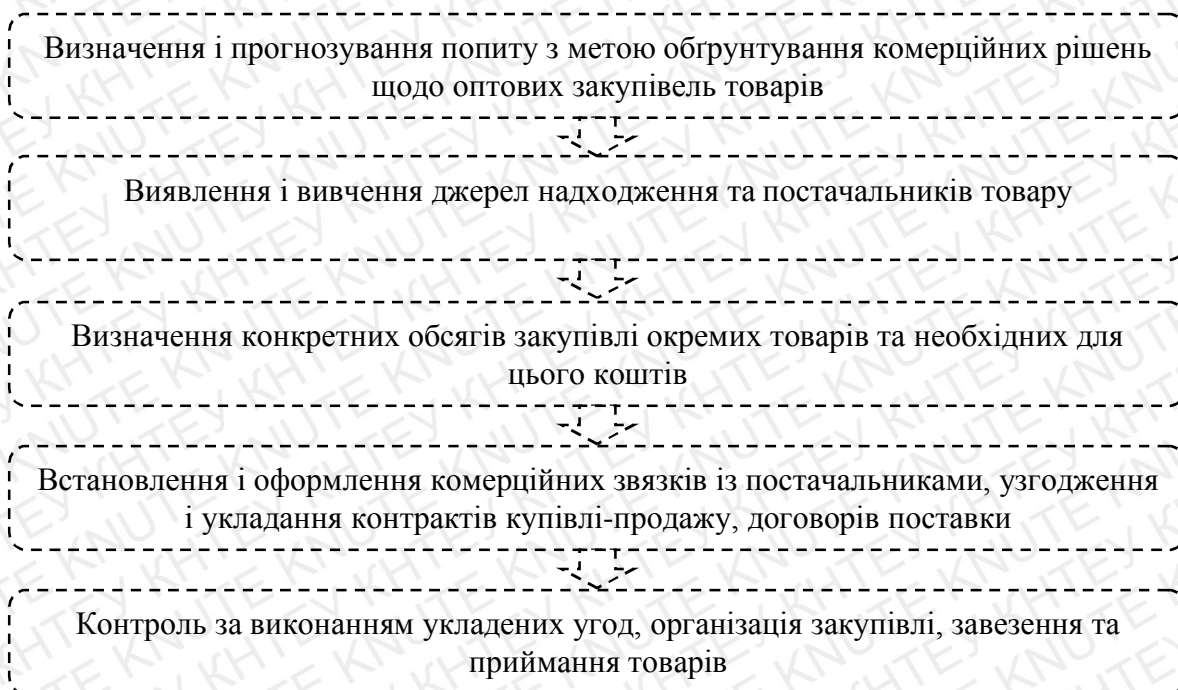 Визначення і прогнозування попиту з метою обґрунтування комерційних рішень
щодо оптових закупівель товарів
Виявлення і вивчення джерел надходження та постачальників товару
Визначення конкретних обсягів закупівлі окремих товарів та необхідних для
цього коштів
Встановлення і оформлення комерційних звязків із постачальниками, узгодження
і укладання контрактів купівлі-продажу, договорів поставки
Контроль за виконанням укладених угод, організація закупівлі, завезення та
приймання товарів